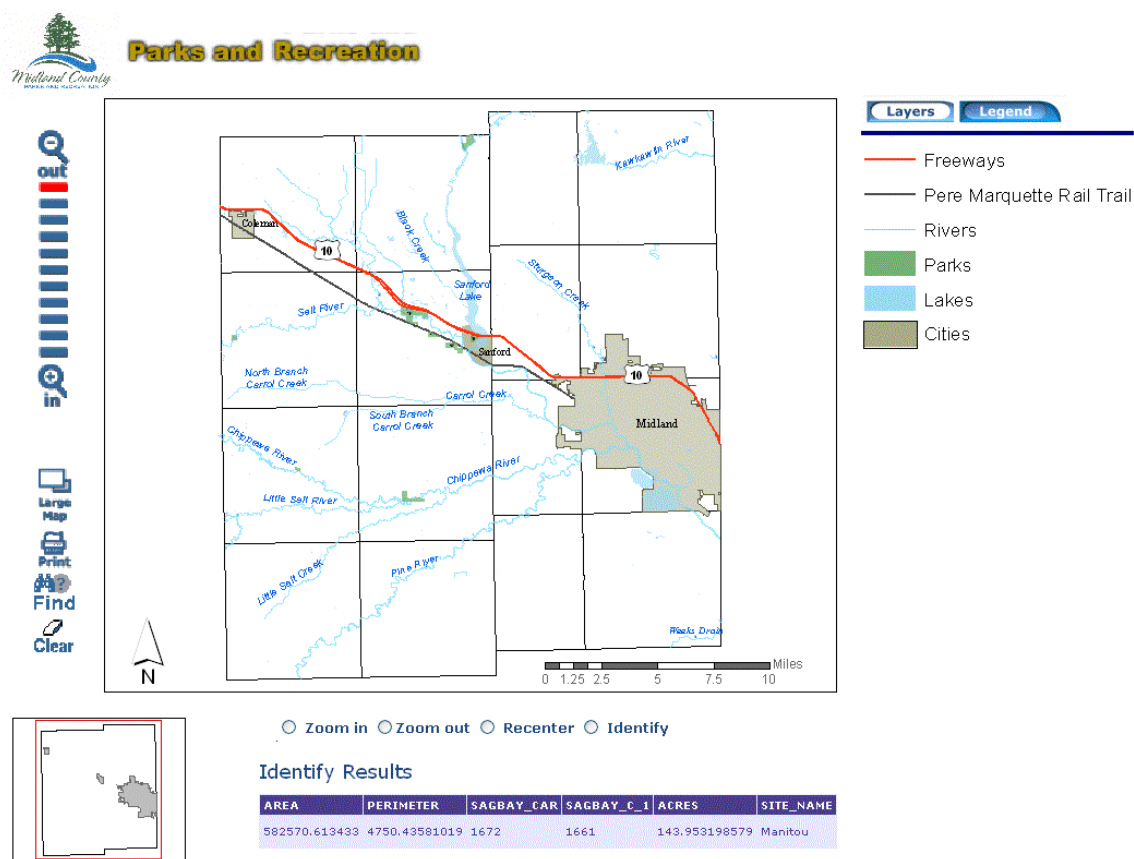 Parks and Recreation
Midland County
PARKS AND RECREATION
Layers
Legend
Freeways
Pere Marquette Rail Trail
Rivers
Parks
Lakes
Cities
out
in
Large
Map
Print
Find
Clear
Kawkawlin River
Coleman
10
Black
Creek
Sturgeon Creek
Sanford
Lake
Salt River
Sanford
North Branch
Carrol Creek
Carrol Creek
10
South Branch
Carrol Creek
Midland
Chippewa River
Chippewa River
Little Salt River
Little Salt Creek
Pine River
Weeks Drain
N
Miles
0 1.25 2.5 5 7.5 10
Zoom in Zoom out Recenter Identify
Identify Results
AREA PERIMETER SAGBAY_CAR SAGBAY_C_1 ACRES SITE_NAME
582570.613433 4750.43581019 1672 1661 143.953198579 Manitou